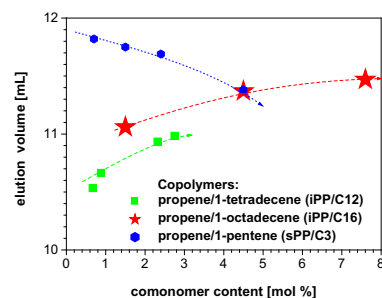 12
11
10
elution volume [mL]
Copolymers:
propene/1-tetradecene (iPP/C12)
propene/1-octadecene (iPP/C16)
propene/1-pentene (sPP/C3)
0 1 2 3 4 5 6 7 8
comonomer content [mol %]